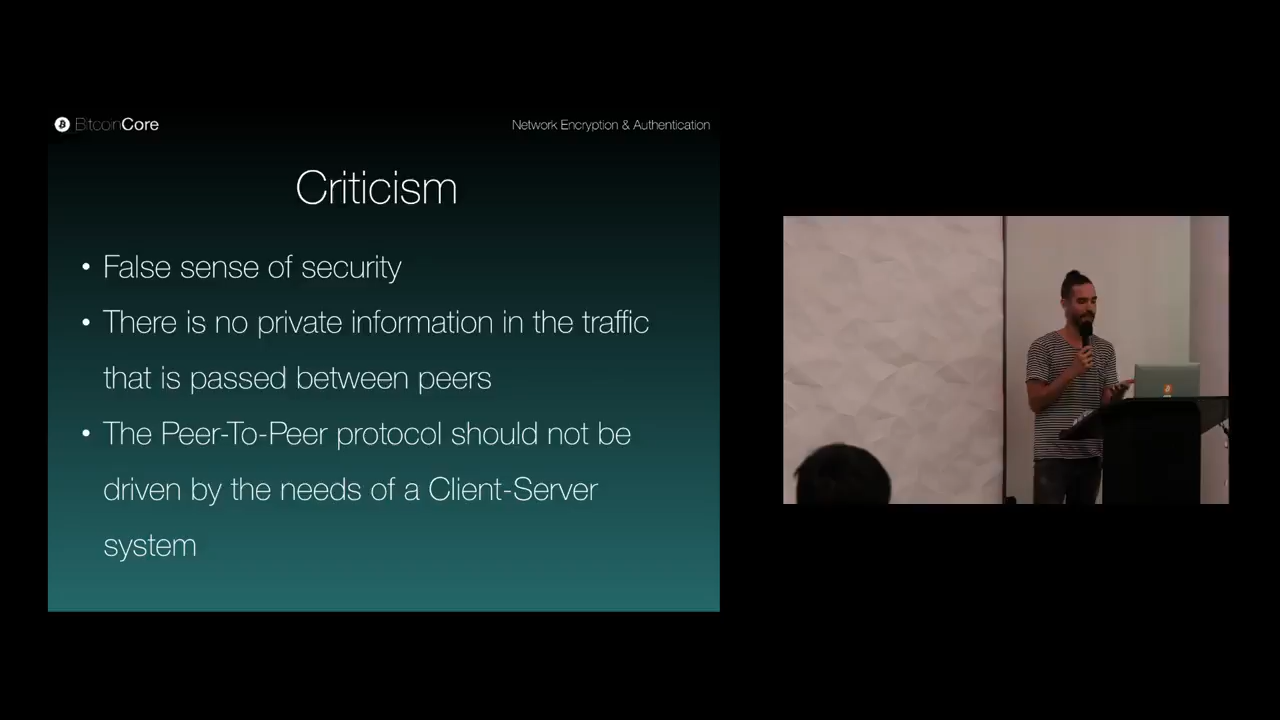 BitcoinCore
Network Encryption & Authentication
Criticism
• False sense of security
• There is no private information in the traffic
that is passed between peers
• The Peer-To-Peer protocol should not be
driven by the needs of a Client-Server
system